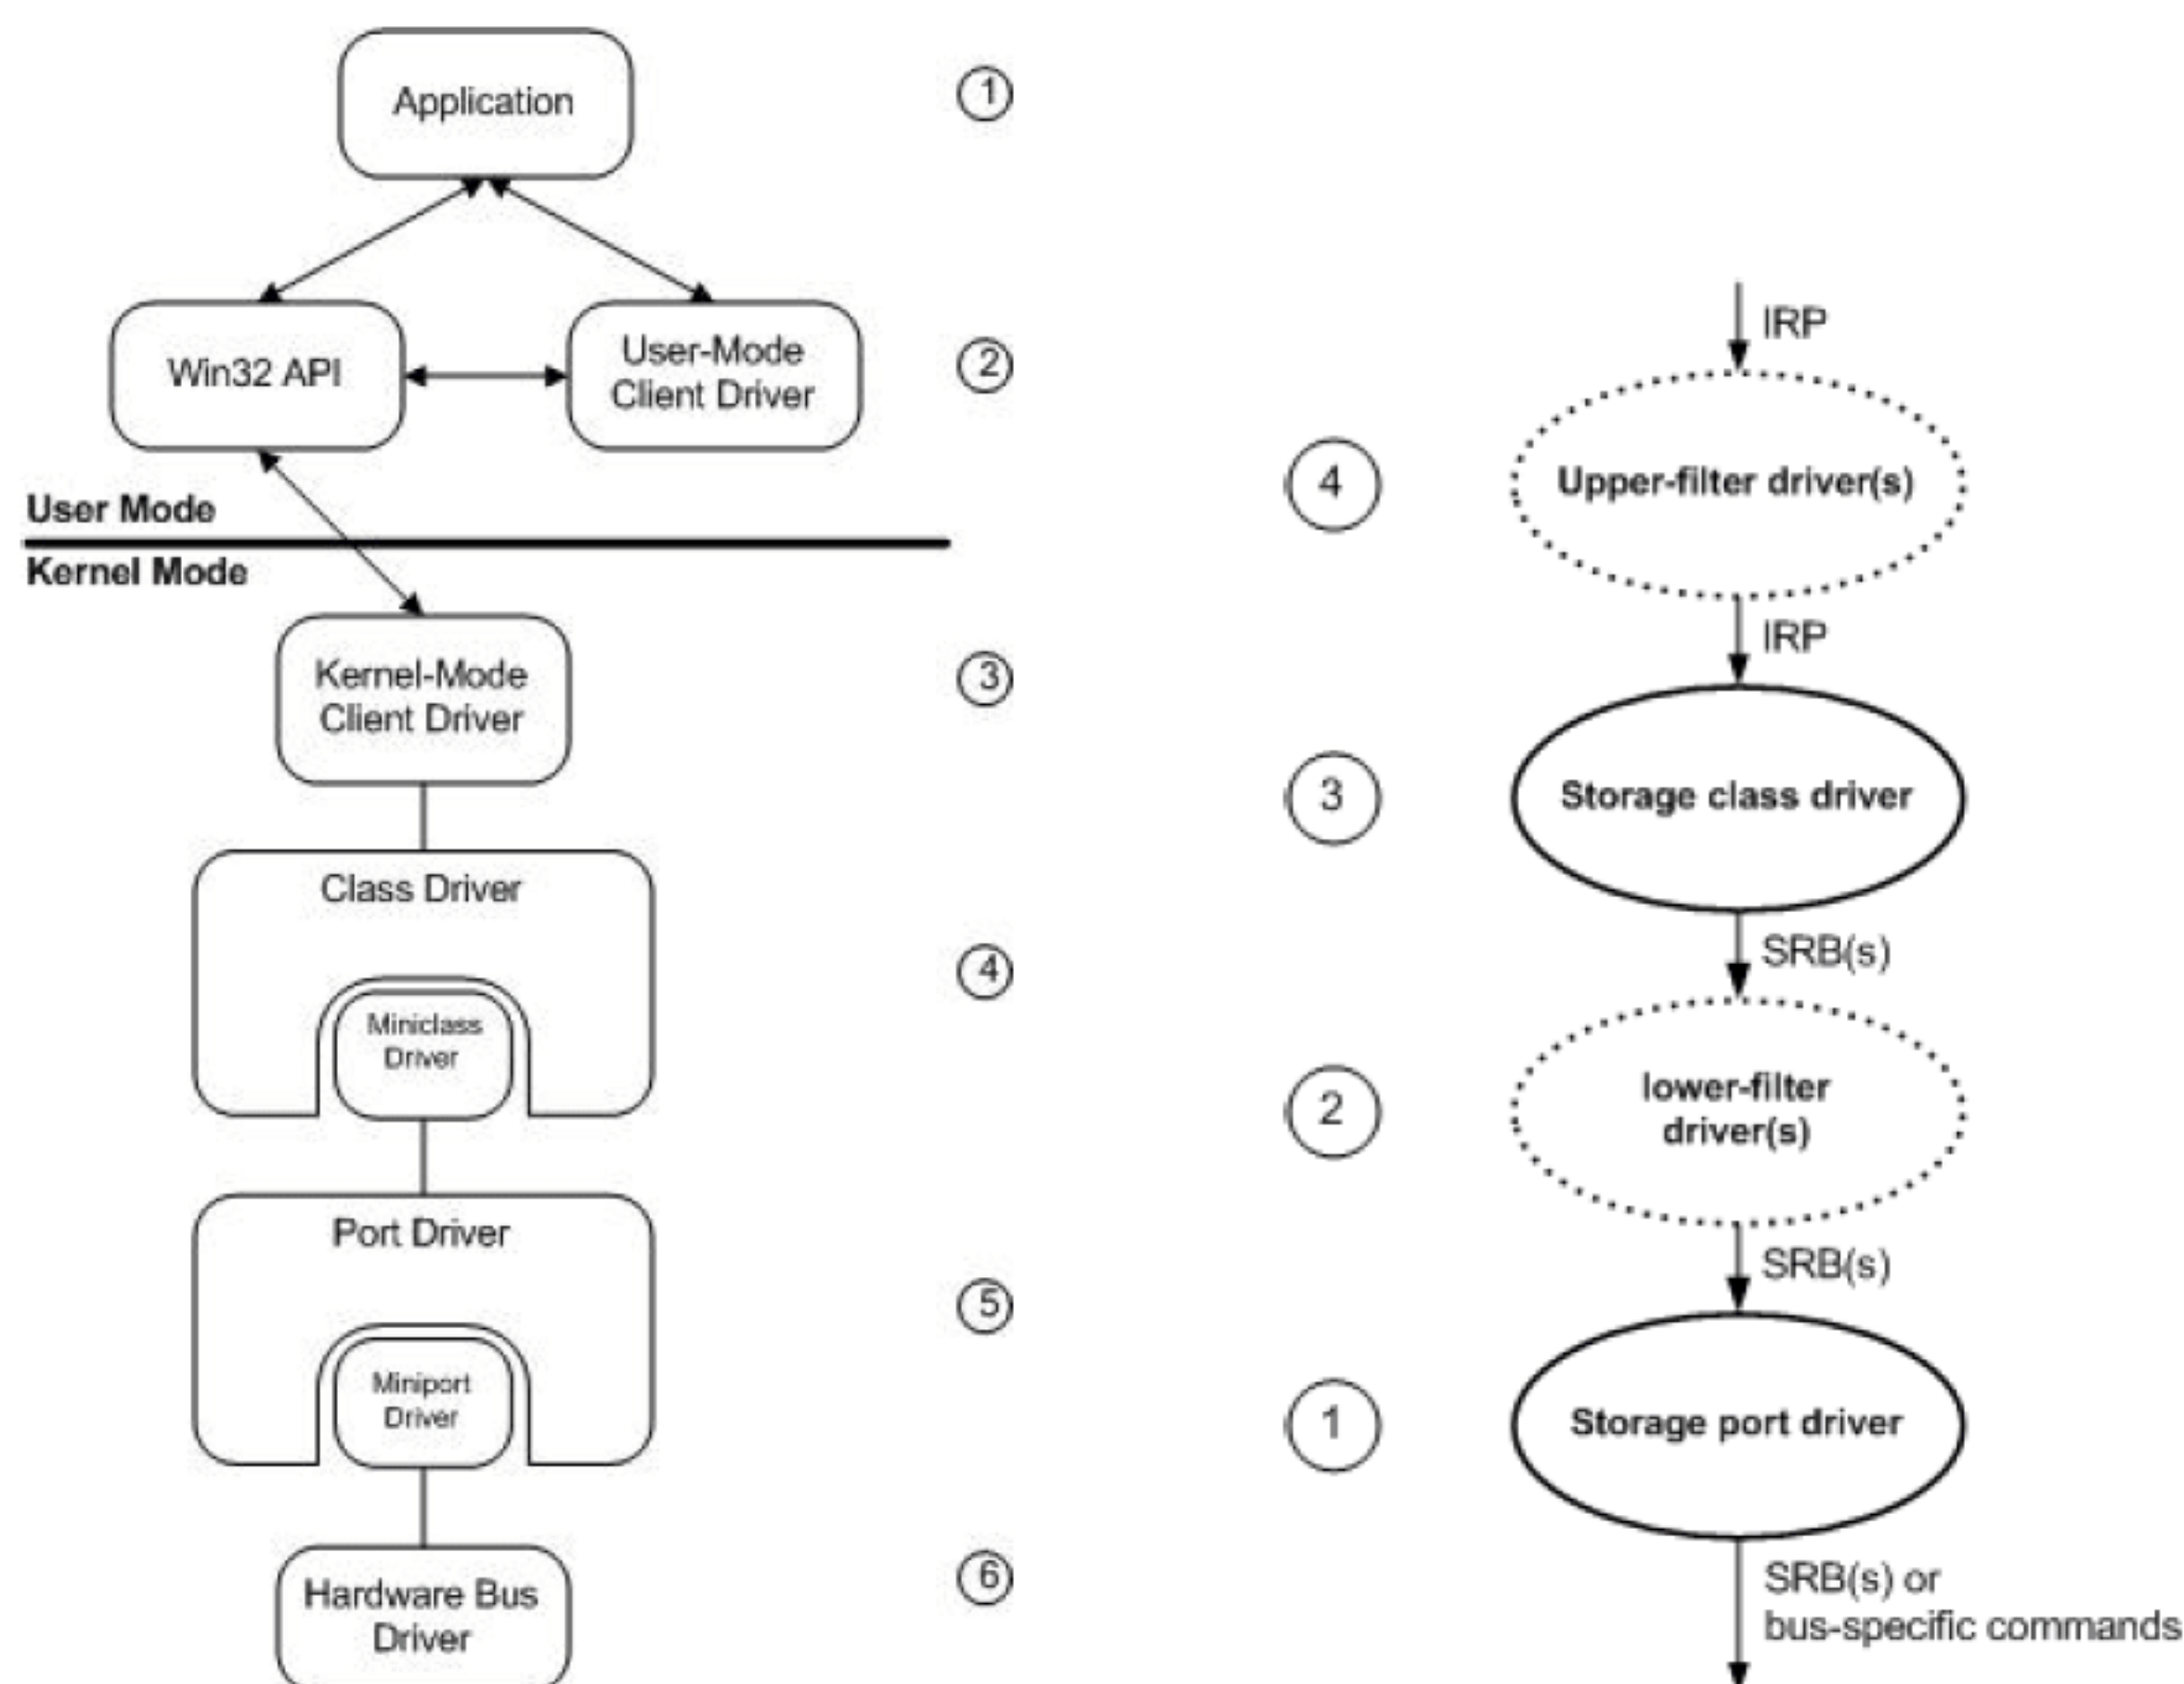 Application
1
Win32 API
User-Mode
Client Driver
2
User Mode
Kernel Mode
Kernel-Mode
Client Driver
3
Class Driver
Miniclass
Driver
4
Port Driver
Miniport
Driver
5
Hardware Bus
Driver
6
IRP
4
Upper-filter driver(s)
IRP
3
Storage class driver
SRB(s)
2
lower-filter
driver(s)
SRB(s)
1
Storage port driver
SRB(s) or
bus-specific commands